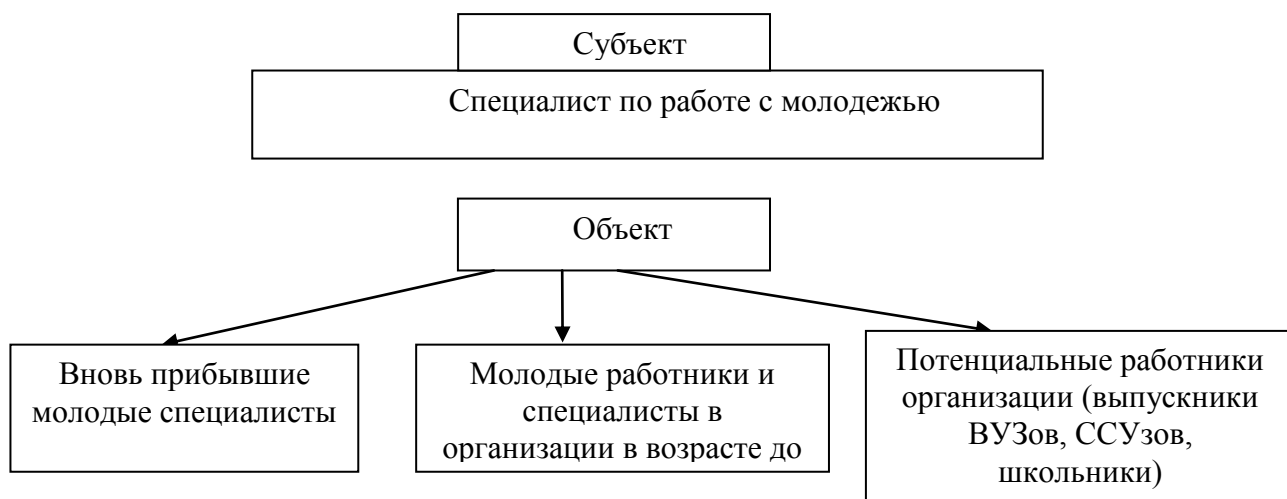 Субъект
Специалист по работе с молодежью
Объект
Вновь прибывшие
молодые специалисты
Молодые работники и
специалисты в
организации в возрасте до
Потенциальные работники
организации (выпускники
ВУЗов, ССУзов,
школьники)